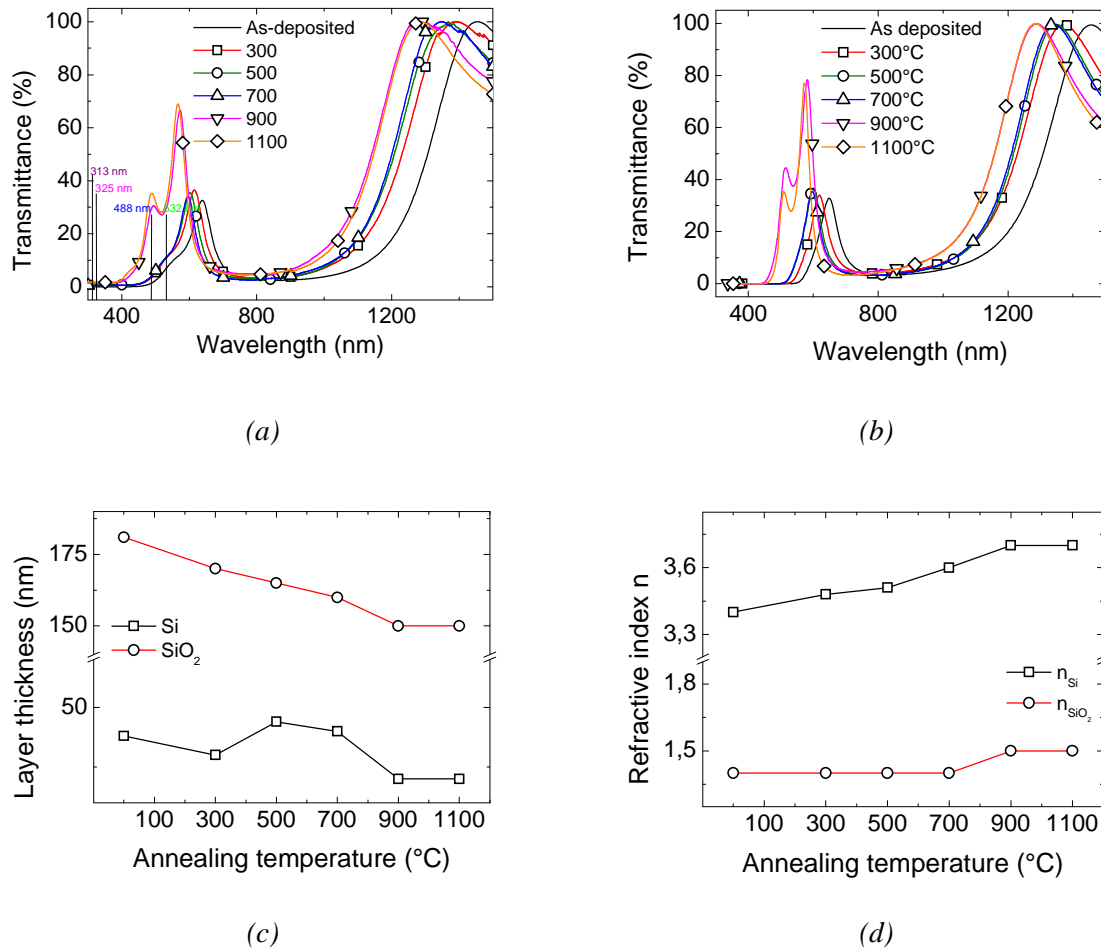 100
80
60
40
20
0
Transmittance (%)
As-deposited
300
500
700
900
1100
313 nm
325 nm
488 nm
400
800
1200
Wavelength (nm)
(a)
100
80
60
40
20
0
Transmittance (%)
As deposited
300°C
500°C
700°C
900°C
1100°C
400
800
1200
Wavelength (nm)
(b)
175
150
50
Layer thickness (nm)
Si
SiO2
100 300 500 700 900 1100
Annealing temperature (°C)
(c)
3,6
3,3
1,8
1,5
Refractive index n
nSi
nSiO2
100 300 500 700 900 1100
Annealing temperature (°C)
(d)